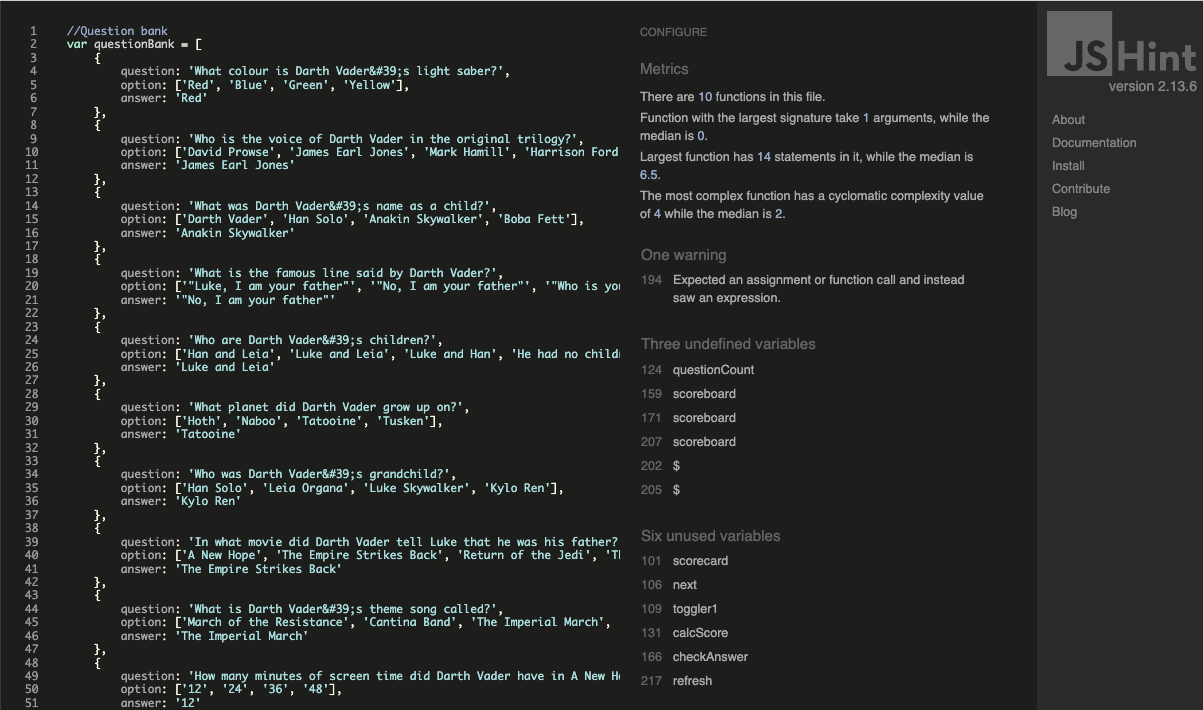 1 //Question bank
2 var questionBank = [
3 {
4 question: 'What colour is Darth Vader&#39;s light saber?',
5 option: ['Red', 'Blue', 'Green', 'Yellow'],
6 answer: 'Red'
7 },
8 {
9 question: 'Who is the voice of Darth Vader in the original trilogy?',
10 option: ['David Prowse', 'James Earl Jones', 'Mark Hamill', 'Harrison Ford
11 answer: 'James Earl Jones'
12 },
13 {
14 question: 'What was Darth Vader&#39;s name as a child?',
15 option: ['Darth Vader', 'Han Solo', 'Anakin Skywalker', 'Boba Fett'],
16 answer: 'Anakin Skywalker'
17 },
18 {
19 question: 'What is the famous line said by Darth Vader?',
20 option: ['"Luke, I am your father"', '"No, I am your father"', '"Who is you
21 answer: '"No, I am your father"'
22 },
23 {
24 question: 'Who are Darth Vader&#39;s children?',
25 option: ['Han and Leia', 'Luke and Leia', 'Luke and Han', 'He had no child
26 answer: 'Luke and Leia'
27 },
28 {
29 question: 'What planet did Darth Vader grow up on?',
30 option: ['Hoth', 'Naboo', 'Tatooine', 'Tusken'],
31 answer: 'Tatooine'
32 },
33 {
34 question: 'Who was Darth Vader&#39;s grandchild?',
35 option: ['Han Solo', 'Leia Organa', 'Luke Skywalker', 'Kylo Ren'],
36 answer: 'Kylo Ren'
37 },
38 {
39 question: 'In what movie did Darth Vader tell Luke that he was his father?
40 option: ['A New Hope', 'The Empire Strikes Back', 'Return of the Jedi', 'Th
41 answer: 'The Empire Strikes Back'
42 },
43 {
44 question: 'What is Darth Vader&#39;s theme song called?',
45 option: ['March of the Resistance', 'Cantina Band', 'The Imperial March',
46 answer: 'The Imperial March'
47 },
48 {
49 question: 'How many minutes of screen time did Darth Vader have in A New Ho
50 option: ['12', '24', '36', '48'],
51 answer: '12'
CONFIGURE
Metrics
There are 10 functions in this file.
Function with the largest signature take 1 arguments, while the
median is 0.
Largest function has 14 statements in it, while the median is
6.5.
The most complex function has a cyclomatic complexity value
of 4 while the median is 2.
One warning
194 Expected an assignment or function call and instead
saw an expression.
Three undefined variables
124 questionCount
159 scoreboard
171 scoreboard
207 scoreboard
202 $
205 $
Six unused variables
101 scorecard
106 next
109 toggler1
131 calcScore
166 checkAnswer
217 refresh
JSHint
version 2.13.6
About
Documentation
Install
Contribute
Blog